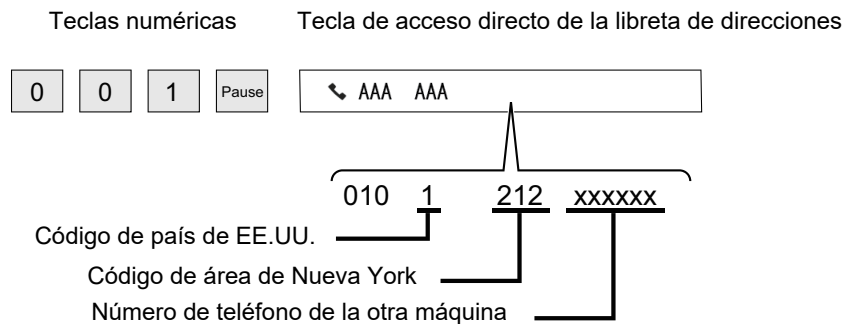 Teclas numéricas Tecla de acceso directo de la libreta de direcciones
0 0 1 Pause AAA AAA
010 1 212 xxxxxx
Código de país de EE.UU.
Código de área de Nueva York
Número de teléfono de la otra máquina